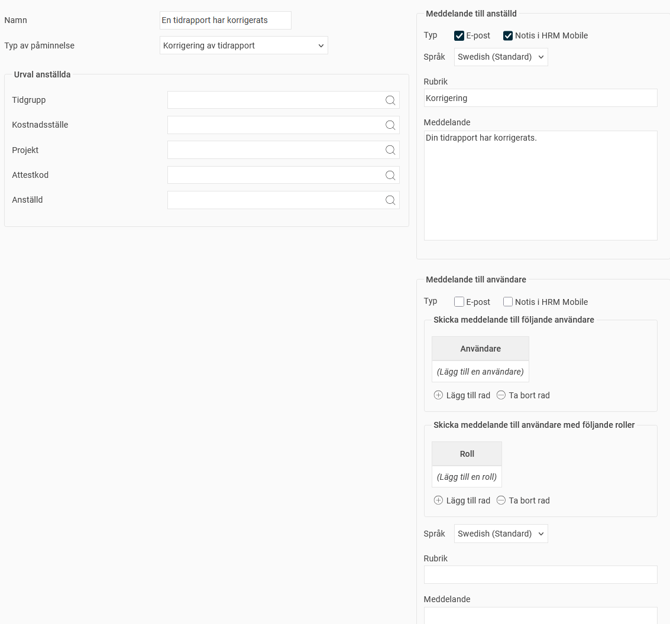 Namn
En tidrapport har korrigerats
Typ av påminnelse
Korrigering av tidrapport
Urval anställda
Tidgrupp
Kostnadsställe
Projekt
Attestkod
Anställd
Meddelande till anställd
Typ E-post Notis i HRM Mobile
Språk Swedish (Standard)
Rubrik
Korrigering
Meddelande
Din tidrapport har korrigerats.
Meddelande till användare
Typ E-post Notis i HRM Mobile
Skicka meddelande till följande användare
Användare
(Lägg till en användare)
Lägg till rad Ta bort rad
Skicka meddelande till användare med följande roller
Roll
(Lägg till en roll)
Lägg till rad Ta bort rad
Språk Swedish (Standard)
Rubrik
Meddelande